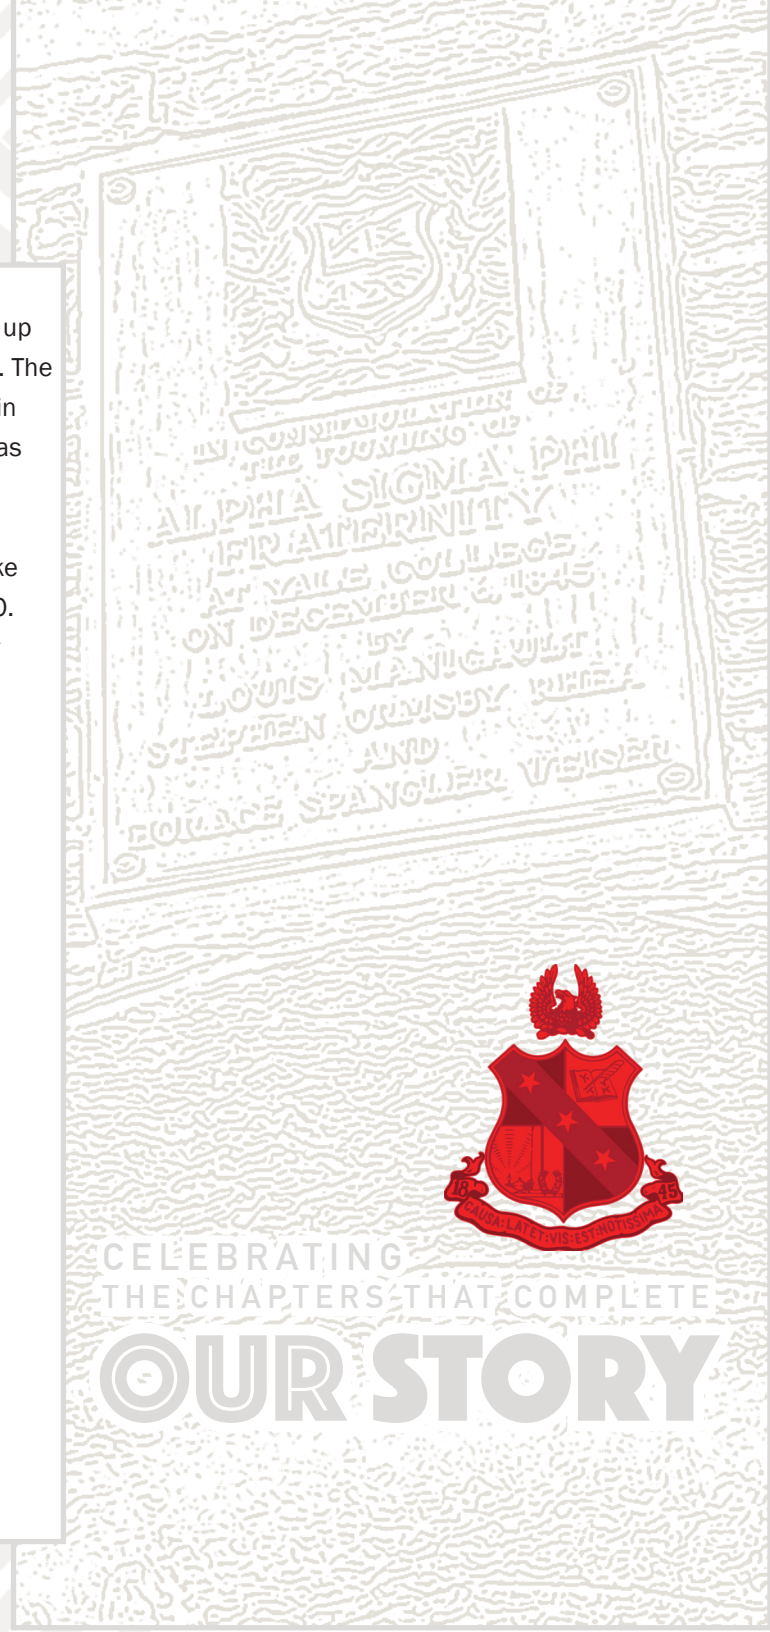 up
. The
in
as
ke
0.
IN COMMEMORATION OF
THE FOUNDING OF
ALPHA SIGMA PHI
FRATERNITY
AT YALE COLLEGE
ON DECEMBER 6, 1845
BY
LOUIS MANIGAULT
STEPHEN ORMSBY RHEA
AND
HORACE SPANGLER WEISER
18 45
CAUSA:LATET:VIS:EST:NOTISSIMA
CELEBRATING
THE CHAPTERS THAT COMPLETE
OUR STORY